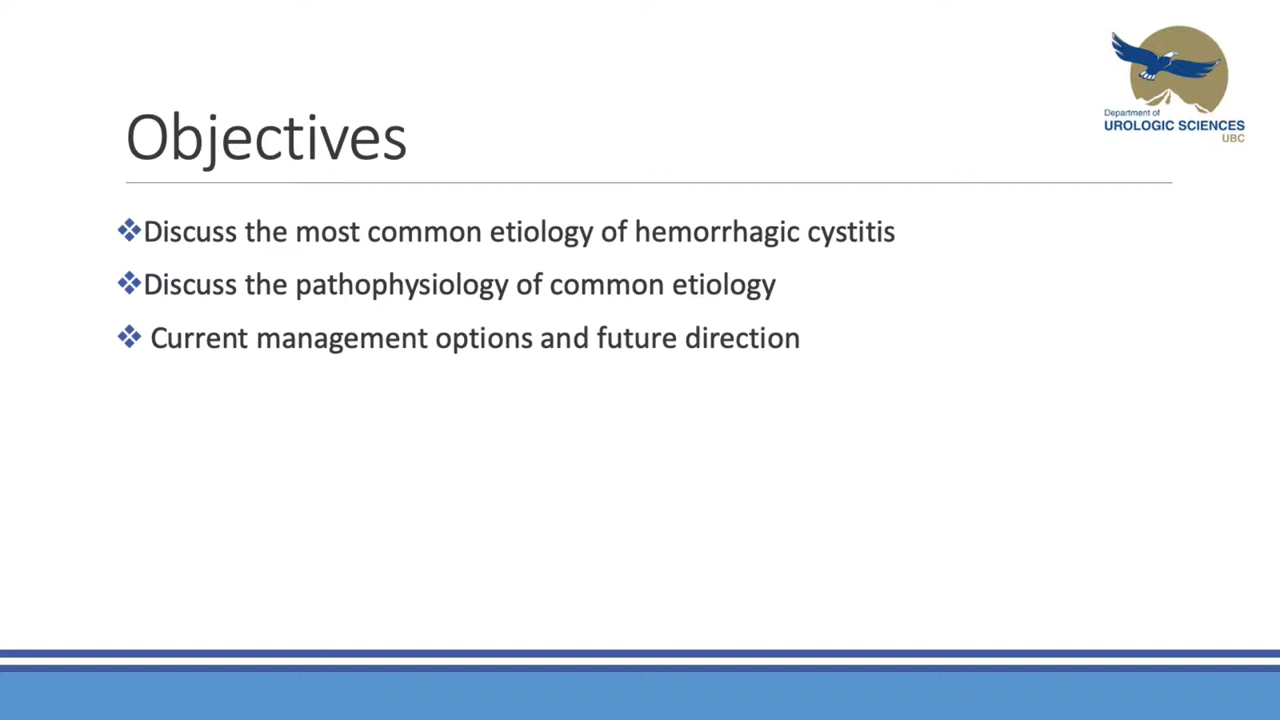 Department of
UROLOGIC SCIENCES
UBC
Objectives
Discuss the most common etiology of hemorrhagic cystitis
Discuss the pathophysiology of common etiology
Current management options and future direction